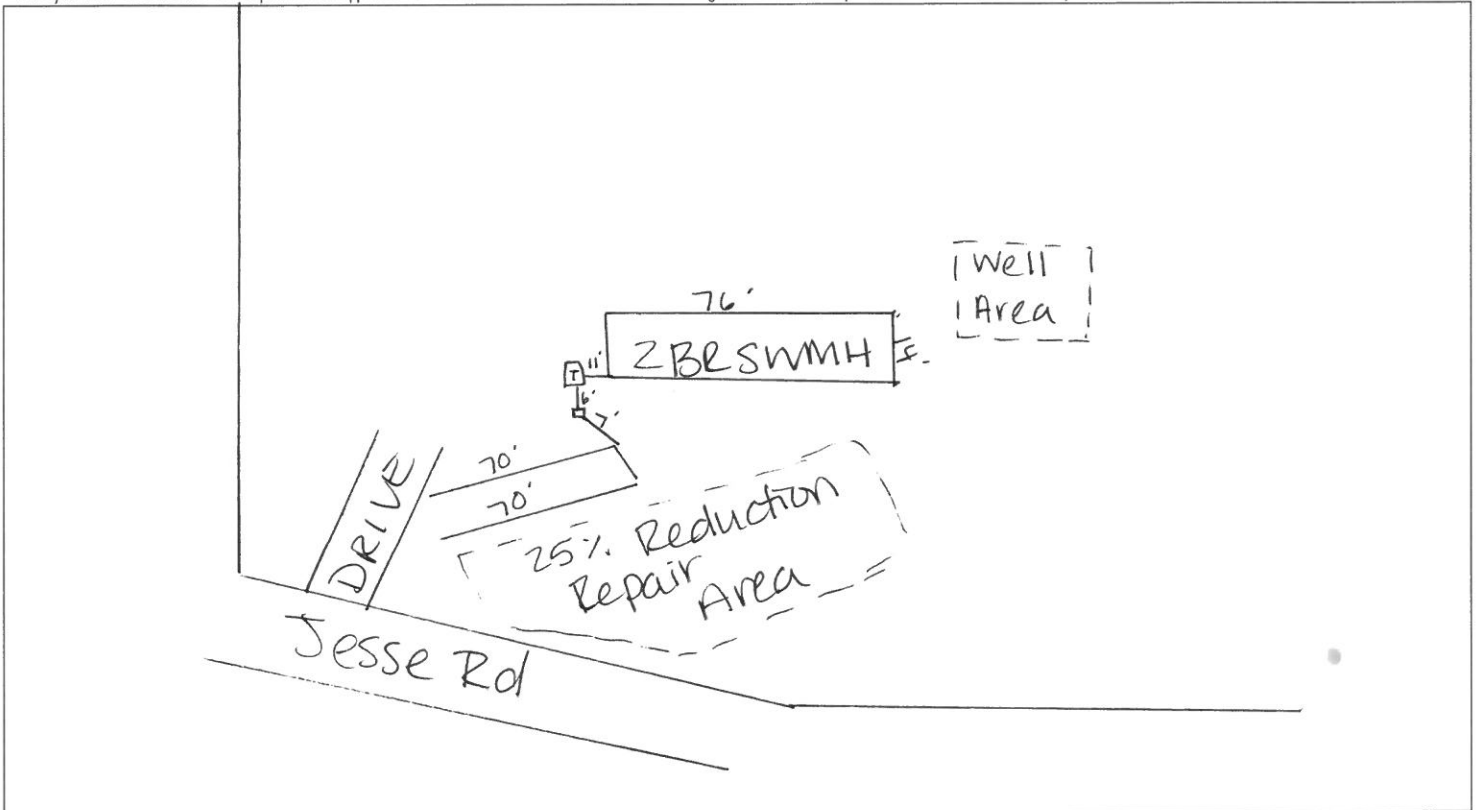 Well
Area
76'
2BRSWMH
11'
T
6'
7'
70'
70'
DRIVE
25% Reduction
Repair
Area
Jesse Rd